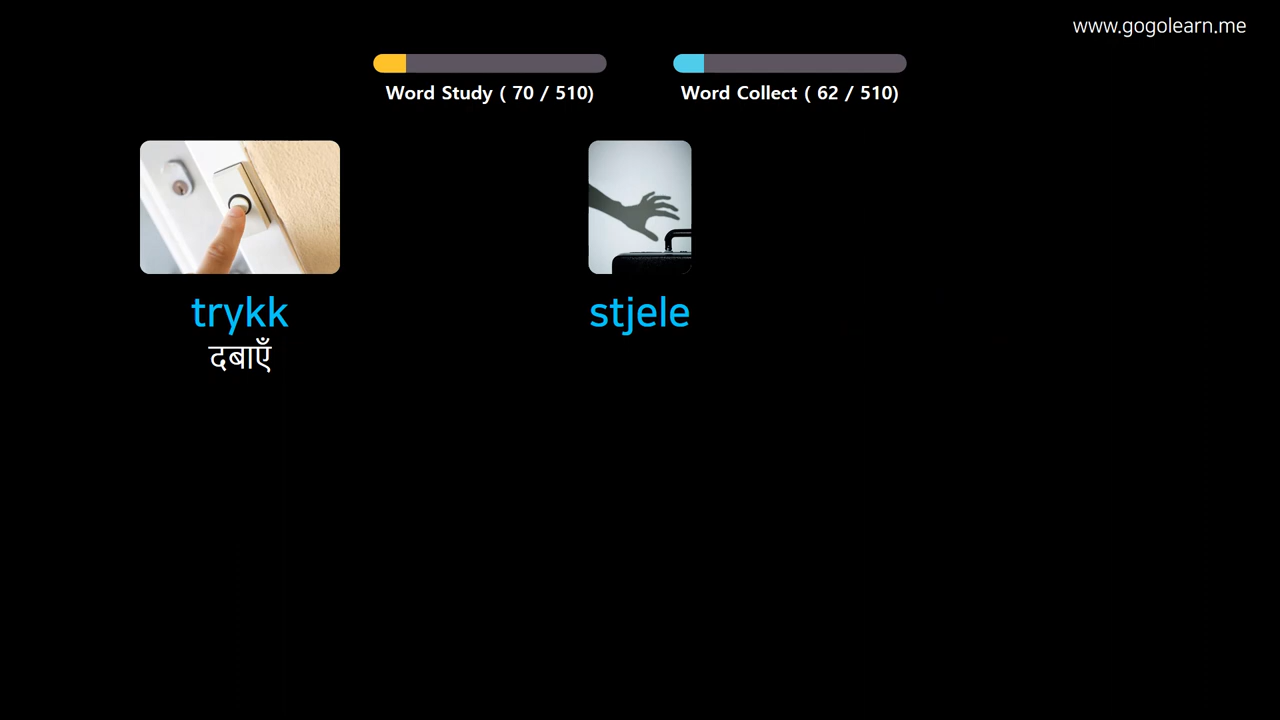 www.gogolearn.me
Word Study ( 70 / 510)
Word Collect ( 62 / 510)
trykk
दबाएँ
stjele